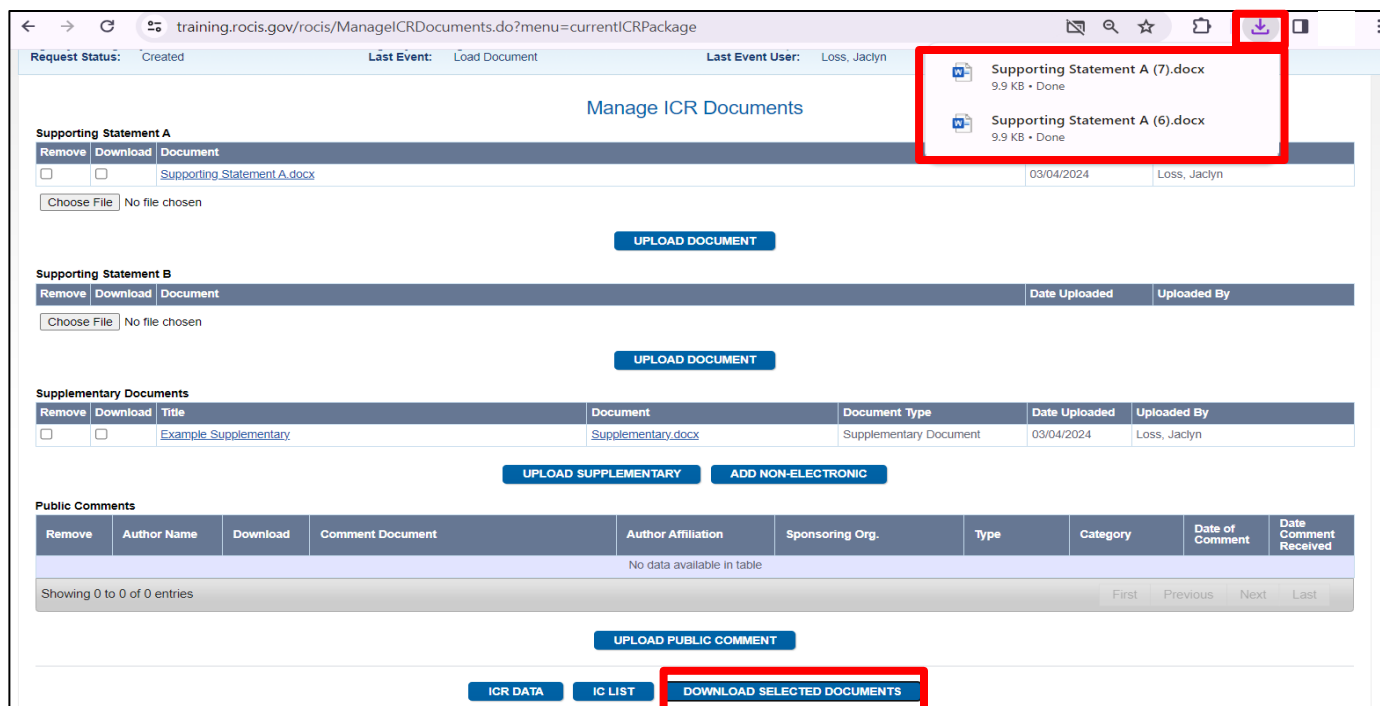 training.rocis.gov/rocis/ManageICRDocuments.do?menu=currentICRPackage
Request Status: Created Last Event: Load Document Last Event User: Loss, Jaclyn
Supporting Statement A (7).docx
9.9 KB • Done
Supporting Statement A (6).docx
9.9 KB • Done
Manage ICR Documents
Supporting Statement A
Remove Download Document
Supporting Statement A.docx 03/04/2024 Loss, Jaclyn
Choose File No file chosen
UPLOAD DOCUMENT
Supporting Statement B
Remove Download Document Date Uploaded Uploaded By
Choose File No file chosen
UPLOAD DOCUMENT
Supplementary Documents
Remove Download Title Document Document Type Date Uploaded Uploaded By
Example Supplementary Supplementary.docx Supplementary Document 03/04/2024 Loss, Jaclyn
UPLOAD SUPPLEMENTARY ADD NON-ELECTRONIC
Public Comments
Remove Author Name Download Comment Document Author Affiliation Sponsoring Org. Type Category Date of Comment Date Comment Received
No data available in table
Showing 0 to 0 of 0 entries First Previous Next Last
UPLOAD PUBLIC COMMENT
ICR DATA IC LIST DOWNLOAD SELECTED DOCUMENTS